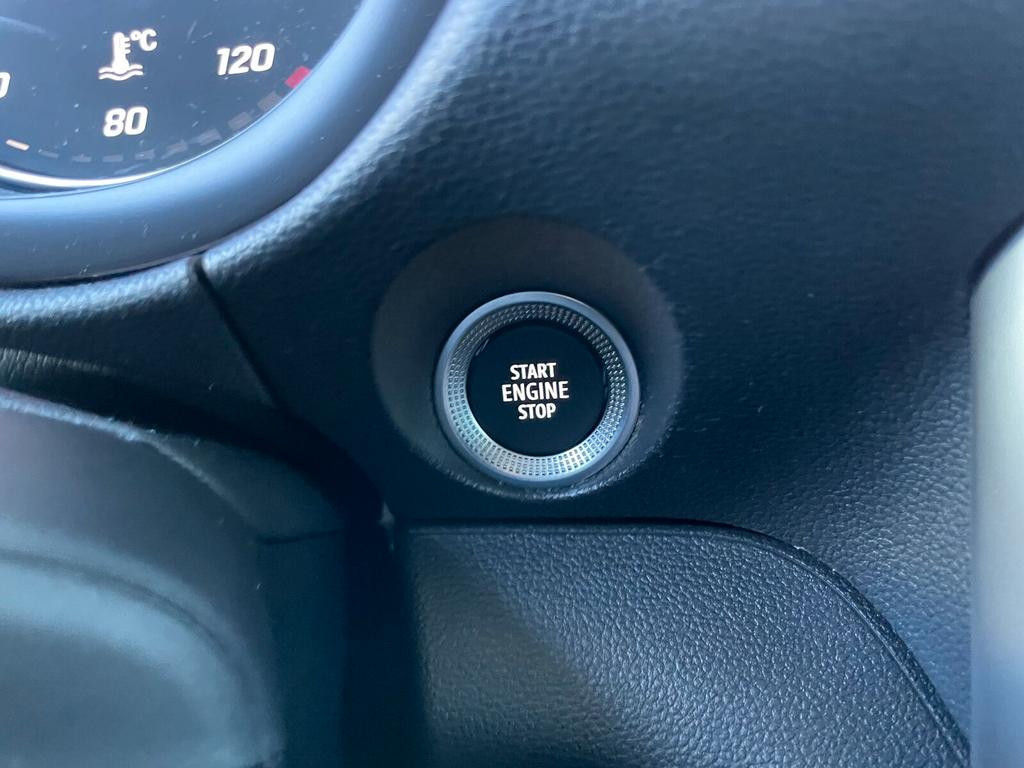 °C
120
80
START
ENGINE
STOP